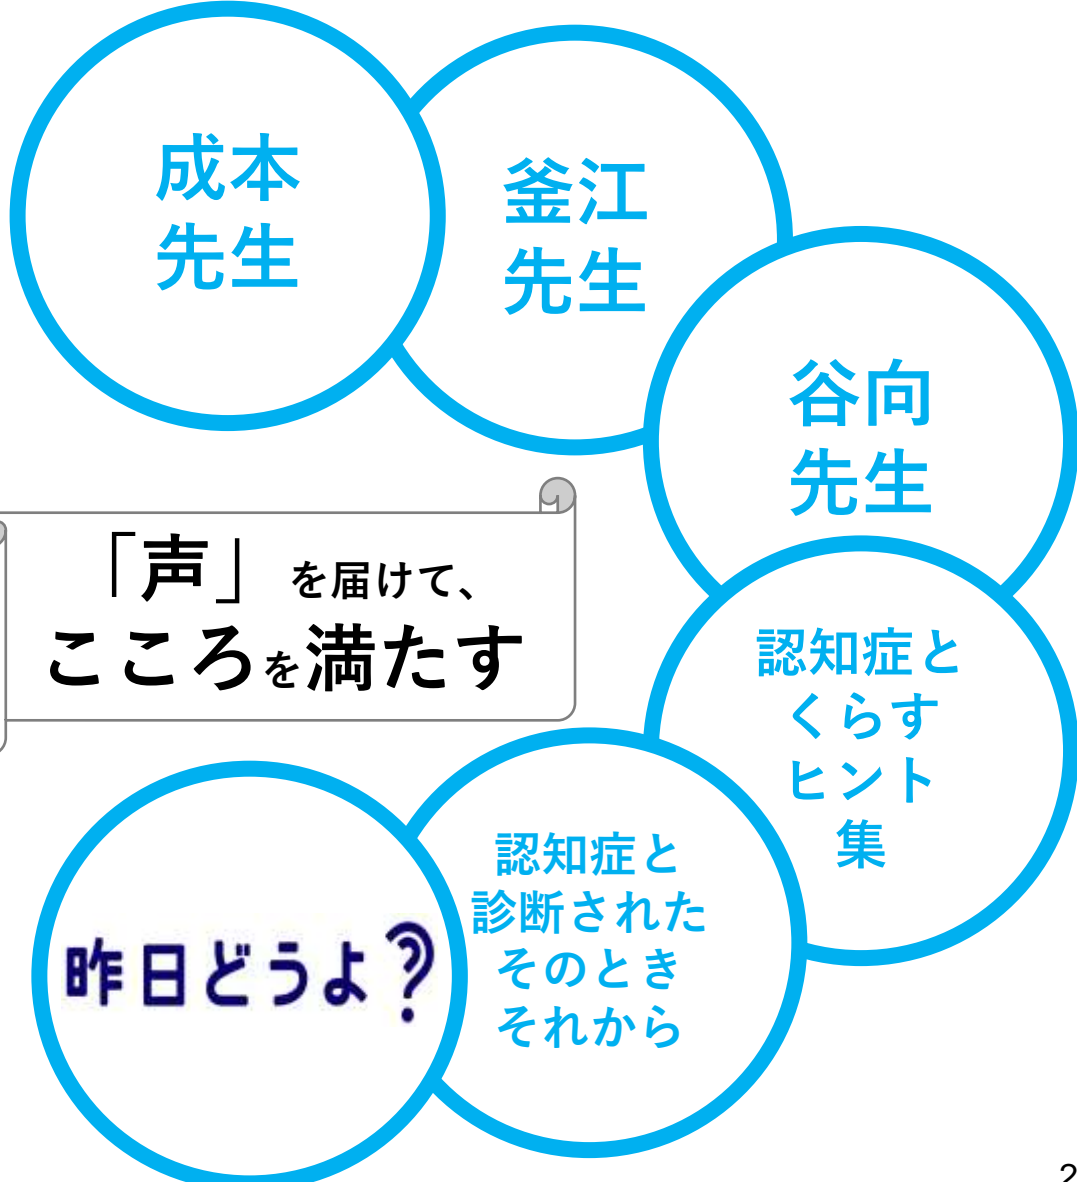 成本
先生
釜江
先生
谷向
先生
「声」を届けて、
こころを満たす
認知症と
くらす
ヒント
集
認知症と
診断された
そのとき
それから
昨日どうよ?
2